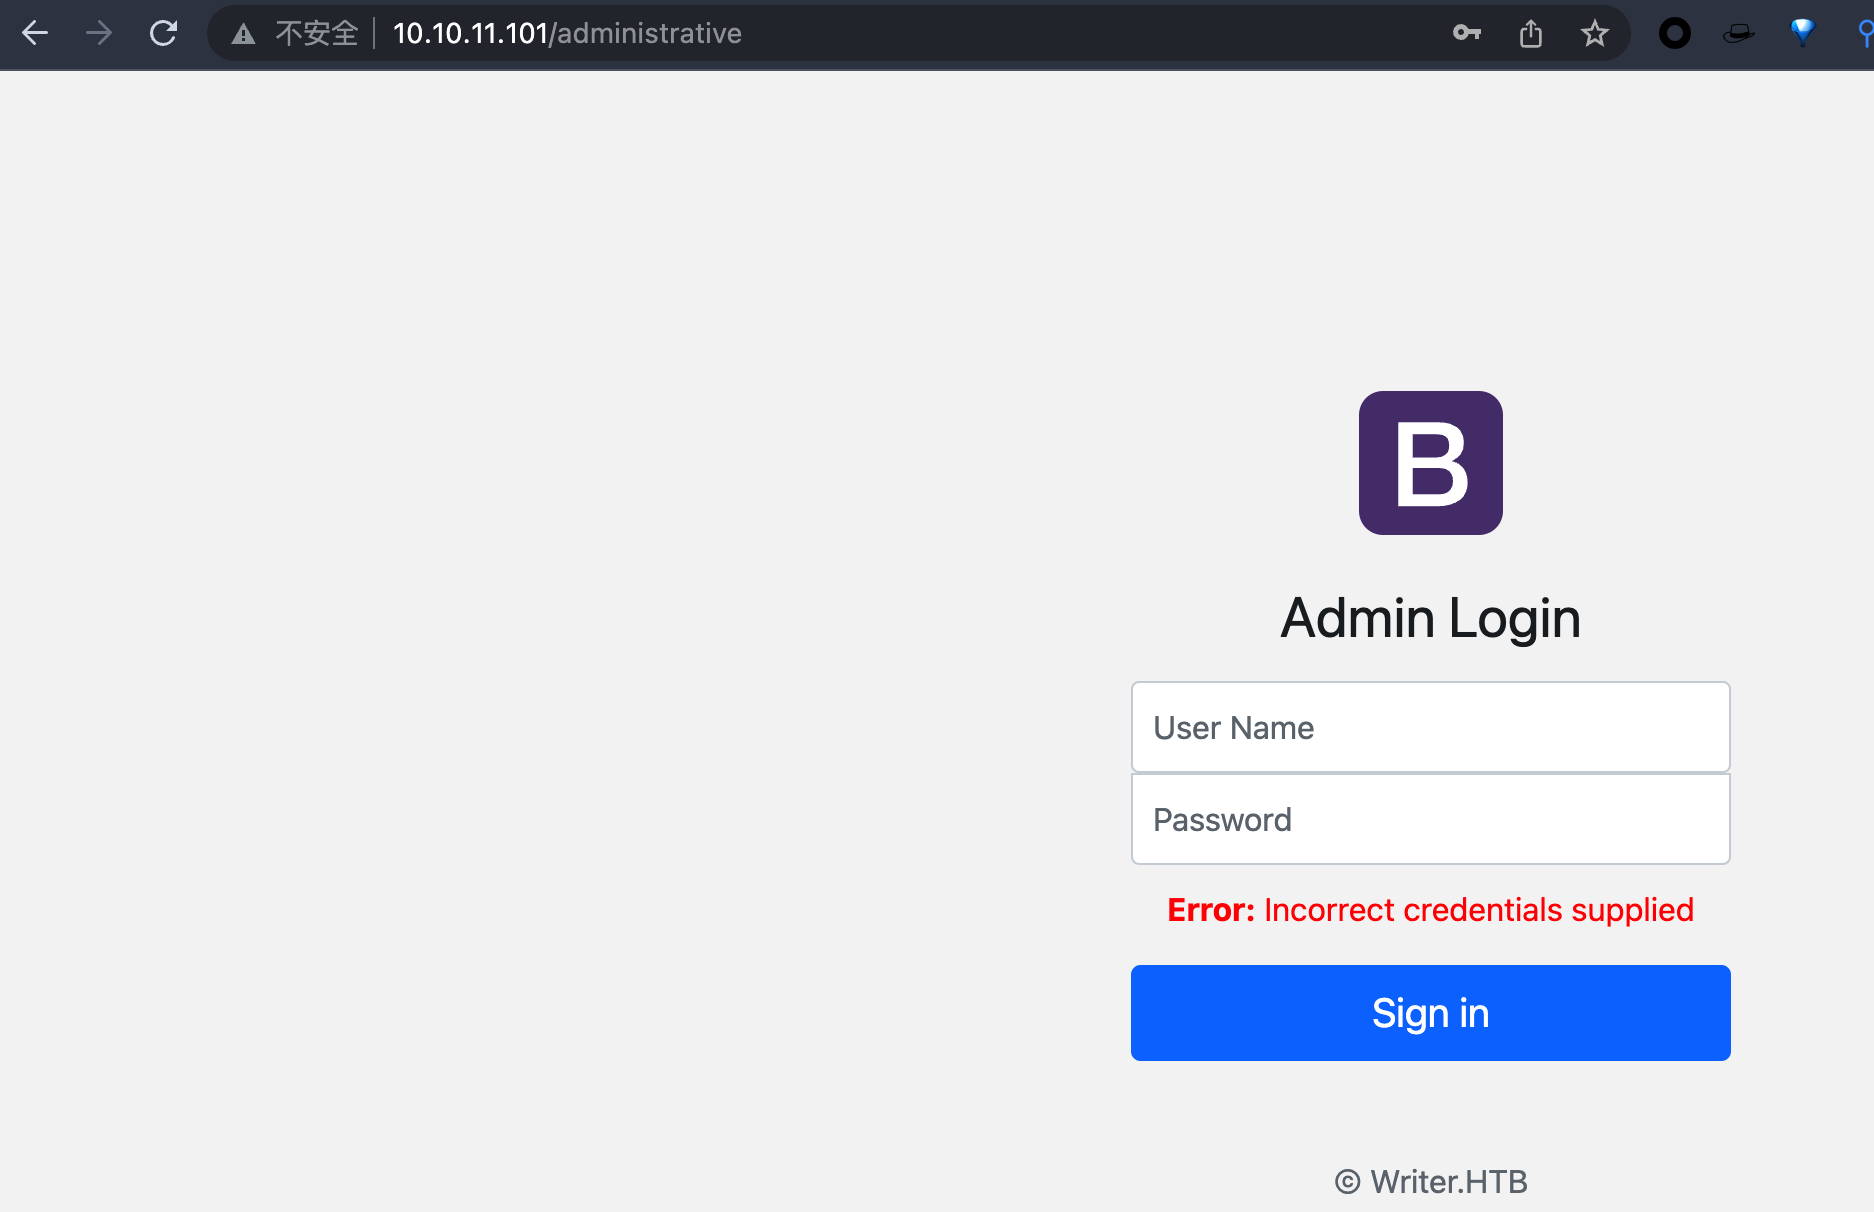 不安全 10.10.11.101/administrative
B
Admin Login
User Name
Password
Error: Incorrect credentials supplied
Sign in
© Writer.HTB